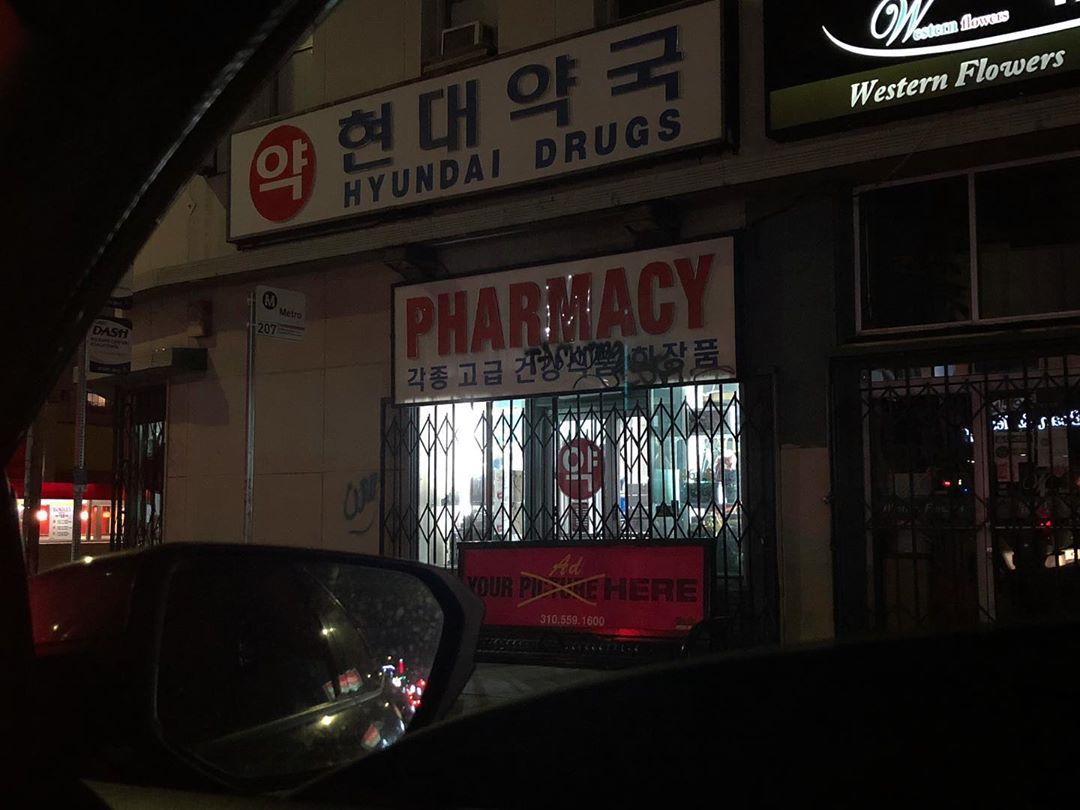 Western flowers
Western Flowers
약
현대약국
HYUNDAI DRUGS
M
Metro
207
DASH
PHARMACY
각종 고급 건강식품 화장품
약
Ad
YOUR PICTURE HERE
310.559.1600